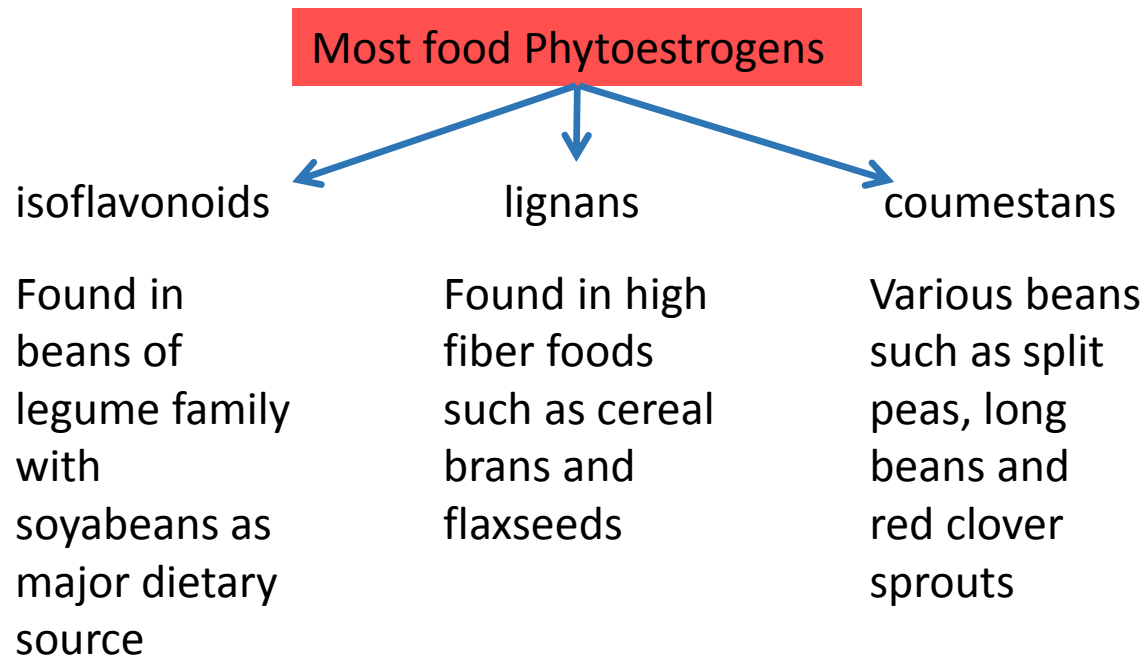 Most food Phytoestrogens
isoflavonoids
Found in
beans of
legume family
with
soyabeans as
major dietary
source
lignans
Found in high
fiber foods
such as cereal
brans and
flaxseeds
coumestans
Various beans
such as split
peas, long
beans and
red clover
sprouts